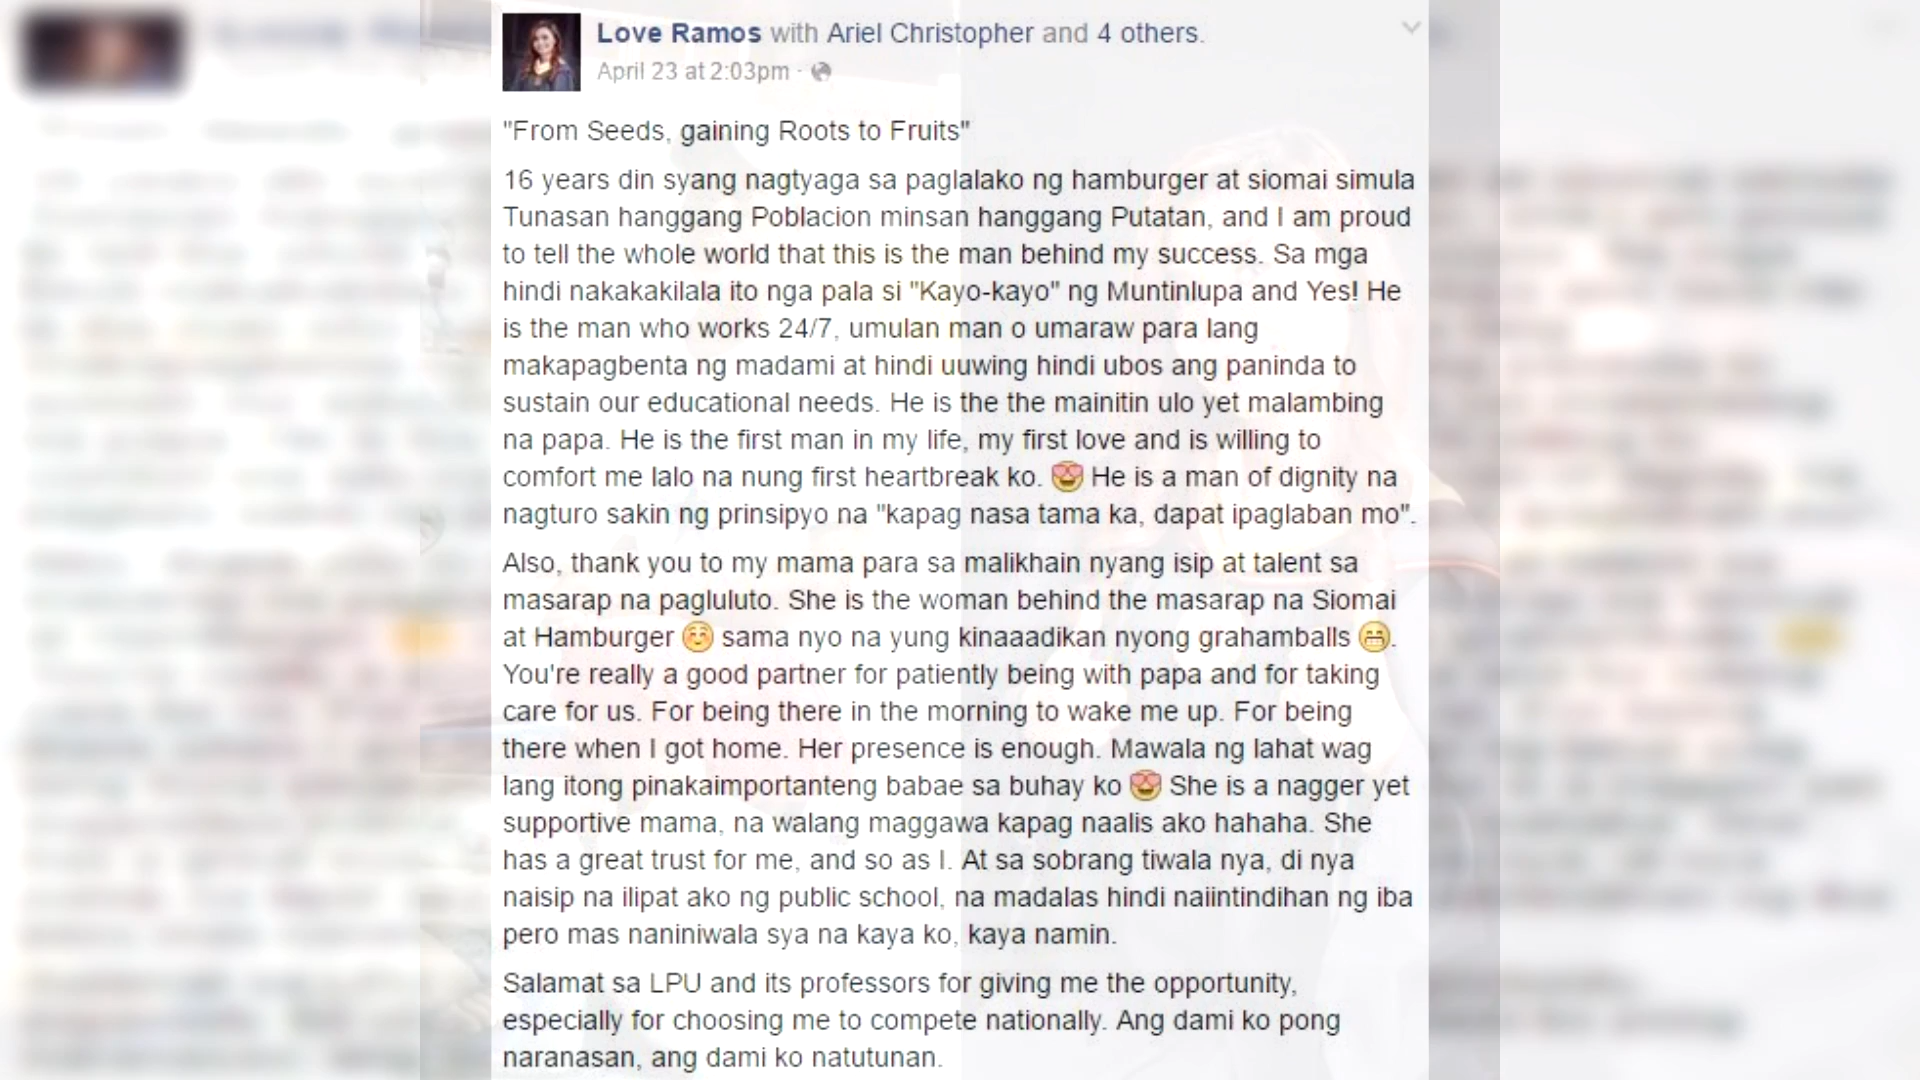 Love Ramos with Ariel Christopher and 4 others.
April 23 at 2:03pm ·
"From Seeds, gaining Roots to Fruits"
16 years din syang nagtyaga sa paglalako ng hamburger at siomai simula
Tunasan hanggang Poblacion minsan hanggang Putatan, and I am proud
to tell the whole world that this is the man behind my success. Sa mga
hindi nakakakilala ito nga pala si "Kayo-kayo" ng Muntinlupa and Yes! He
is the man who works 24/7, umulan man o umaraw para lang
makapagbenta ng madami at hindi uuwing hindi ubos ang paninda to
sustain our educational needs. He is the the mainitin ulo yet malambing
na papa. He is the first man in my life, my first love and is willing to
comfort me lalo na nung first heartbreak ko. 😍 He is a man of dignity na
nagturo sakin ng prinsipyo na "kapag nasa tama ka, dapat ipaglaban mo".
Also, thank you to my mama para sa malikhain nyang isip at talent sa
masarap na pagluluto. She is the woman behind the masarap na Siomai
at Hamburger ☺️ sama nyo na yung kinaaadikan nyong grahamballs 😁.
You're really a good partner for patiently being with papa and for taking
care for us. For being there in the morning to wake me up. For being
there when I got home. Her presence is enough. Mawala ng lahat wag
lang itong pinakaimportanteng babae sa buhay ko 😍 She is a nagger yet
supportive mama, na walang maggawa kapag naalis ako hahaha. She
has a great trust for me, and so as I. At sa sobrang tiwala nya, di nya
naisip na ilipat ako ng public school, na madalas hindi naiintindihan ng iba
pero mas naniniwala sya na kaya ko, kaya namin.
Salamat sa LPU and its professors for giving me the opportunity,
especially for choosing me to compete nationally. Ang dami ko pong
naranasan, ang dami ko natutunan.